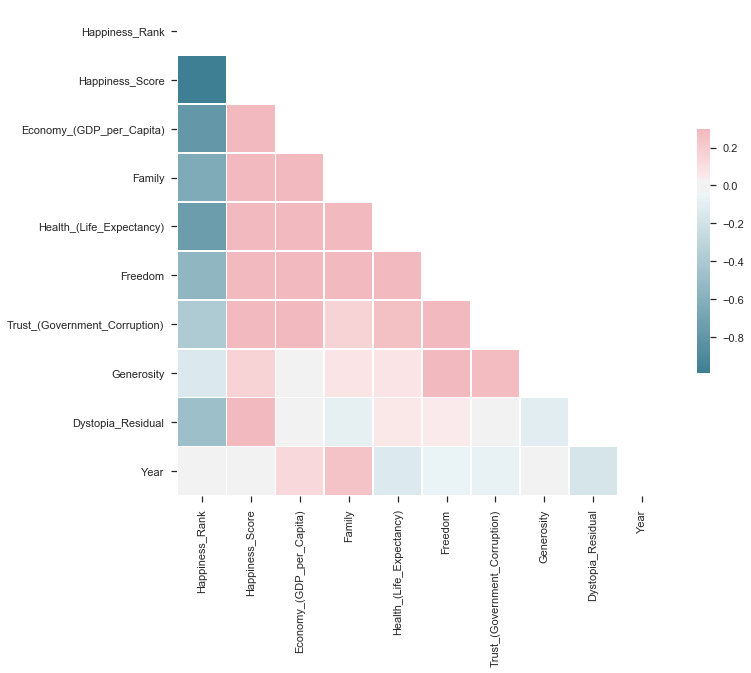 Happiness_Rank
Happiness_Score
Economy_(GDP_per_Capita)
Family
Health_(Life_Expectancy)
Freedom
Trust_(Government_Corruption)
Generosity
Dystopia_Residual
Year
0.2
0.0
−0.2
−0.4
−0.6
−0.8
Happiness_Rank
Happiness_Score
Economy_(GDP_per_Capita)
Family
Health_(Life_Expectancy)
Freedom
Trust_(Government_Corruption)
Generosity
Dystopia_Residual
Year